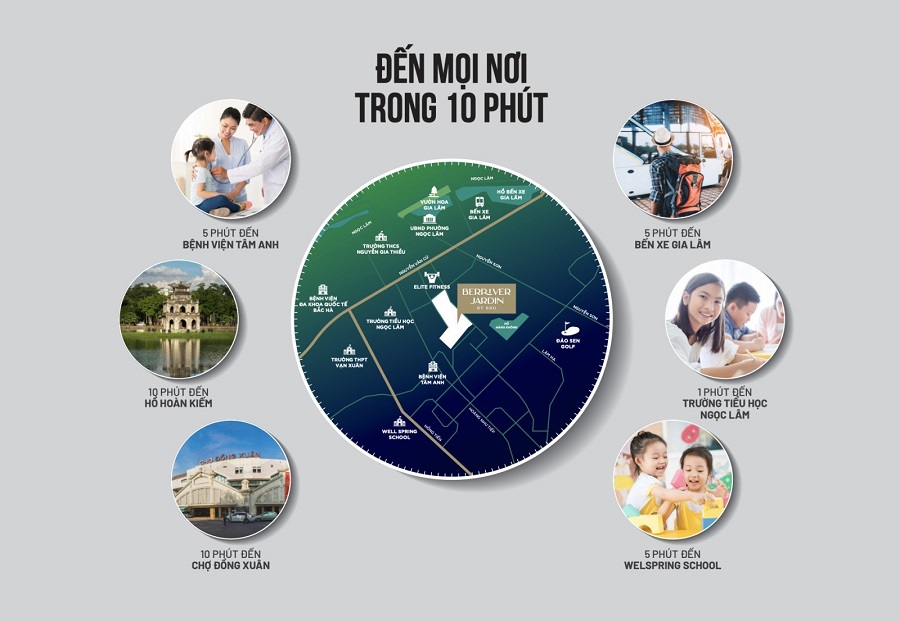 ĐẾN MỌI NƠI
TRONG 10 PHÚT
5 PHÚT ĐẾN
BỆNH VIỆN TÂM ANH
10 PHÚT ĐẾN
HỒ HOÀN KIẾM
CHỢ ĐỒNG XUÂN
10 PHÚT ĐẾN
CHỢ ĐỒNG XUÂN
NGỌC LÂM
VƯỜN HOA
GIA LÂM
HỒ BẾN XE
GIA LÂM
BẾN XE
GIA LÂM
UBND PHƯỜNG
NGỌC LÂM
NGỌC LÂM
TRƯỜNG THCS
NGUYỄN GIA THIỀU
NGUYỄN VĂN CỪ
NGUYỄN SƠN
ELITE FITNESS
BERRIVER
JARDIN
BỆNH VIỆN
ĐA KHOA QUỐC TẾ
BẮC HÀ
TRƯỜNG TIỂU HỌC
NGỌC LÂM
NGUYỄN SƠN
ĐẢO SEN
GOLF
TRƯỜNG THPT
VẠN XUÂN
LÂM HẠ
BỆNH VIỆN
TÂM ANH
WELL SPRING
SCHOOL
HỒNG TIẾN
HOÀNG NHƯ TIẾP
5 PHÚT ĐẾN
BẾN XE GIA LÂM
1 PHÚT ĐẾN
TRƯỜNG TIỂU HỌC
NGỌC LÂM
5 PHÚT ĐẾN
WELSPRING SCHOOL